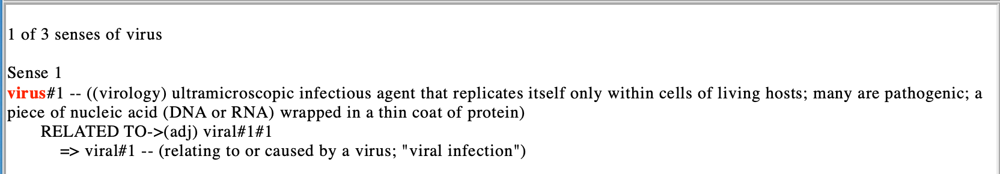 1 of 3 senses of virus
Sense 1
virus#1 -- ((virology) ultramicroscopic infectious agent that replicates itself only within cells of living hosts; many are pathogenic; a
piece of nucleic acid (DNA or RNA) wrapped in a thin coat of protein)
RELATED TO->(adj) viral#1#1
=> viral#1 -- (relating to or caused by a virus; "viral infection")